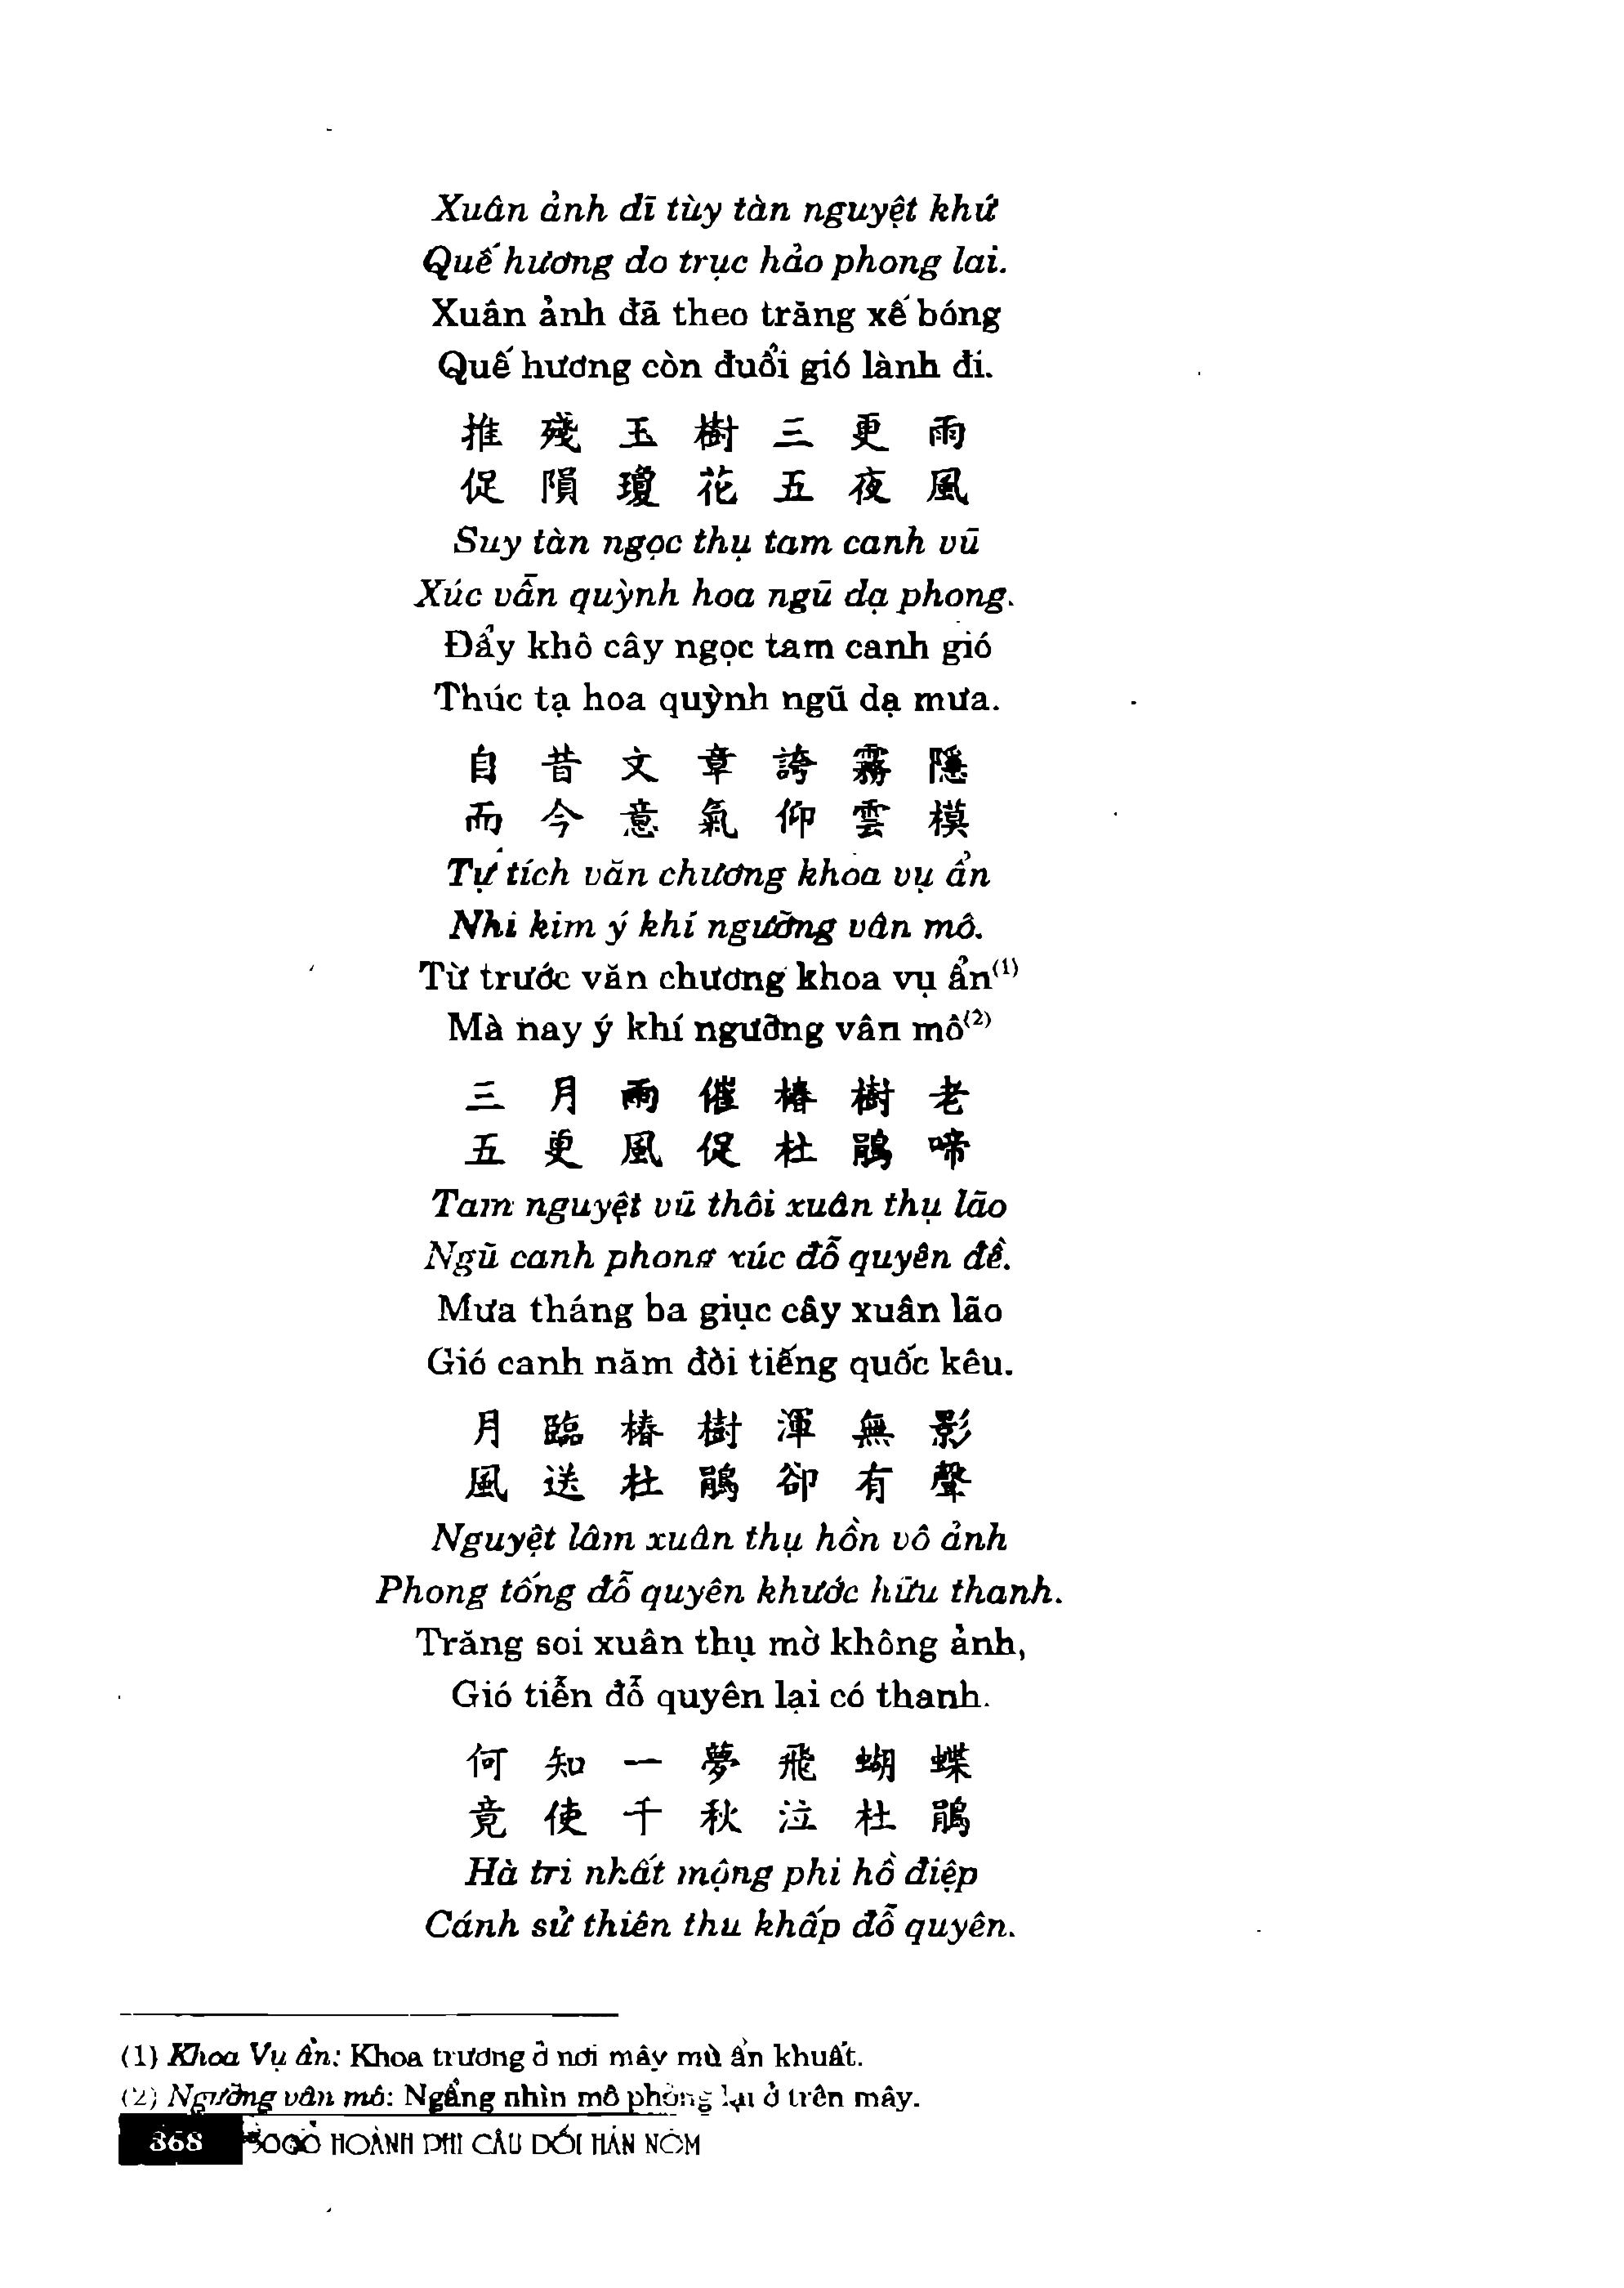 Xuân ảnh dĩ tùy tàn nguyệt khứ
Quế hương do trục hảo phong lai.
Xuân ảnh đã theo trăng xế bóng
Quế hương còn đuổi gió lành đi.
推 殘 玉 樹 三 更 雨
促 隕 瓊 花 五 夜 風
Suy tàn ngọc thụ tam canh vũ
Xúc vẫn quỳnh hoa ngũ dạ phong.
Đẩy khô cây ngọc tam canh gió
Thúc tạ hoa quỳnh ngũ dạ mưa.
自 昔 文 章 誇 霧 隱
而 今 意 氣 仰 雲 模
Tự tích văn chương khoa vụ ẩn
Nhi kim ý khí ngưỡng vân mô.
Từ trước văn chương khoa vụ ẩn(1)
Mà nay ý khí ngưỡng vân mô(2)
三 月 雨 催 椿 樹 老
五 更 風 促 杜 鵑 啼
Tam nguyệt vũ thôi xuân thụ lão
Ngũ canh phong xúc đỗ quyên đề.
Mưa tháng ba giục cây xuân lão
Gió canh năm đòi tiếng quốc kêu.
月 臨 椿 樹 渾 無 影
風 送 杜 鵑 卻 有 聲
Nguyệt lâm xuân thụ hồn vô ảnh
Phong tống đỗ quyên khước hữu thanh.
Trăng soi xuân thụ mờ không ảnh,
Gió tiễn đỗ quyên lại có thanh.
何 知 一 夢 飛 蝴 蝶
竟 使 千 秋 泣 杜 鵑
Hà tri nhất mộng phi hồ điệp
Cánh sử thiên thu khấp đỗ quyên.
(1) Khoa Vụ ẩn: Khoa trương ở nơi mây mù ẩn khuất.
(2) Ngưỡng vân mô: Ngẩng nhìn mô phỏng lại ở trên mây.
368 HOÀNH PHI CÂU ĐỐI HÁN NÔM